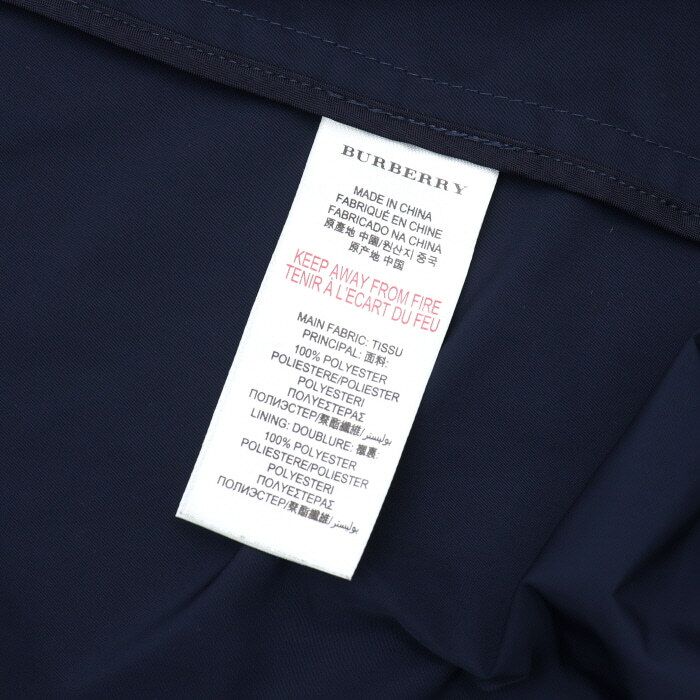 BURBERRY
MADE IN CHINA
FABRIQUÉ EN CHINE
FABRICADO NA CHINA
原產地 中國/원산지 중국
原产地 中国
KEEP AWAY FROM FIRE
TENIR À L'ECART DU FEU
MAIN FABRIC: TISSU
PRINCIPAL: 面料:
100% POLYESTER
POLIESTERE/POLIESTER
POLYESTERI
ΠΟΛΥΕΣΤΕΡΑΣ
ПОЛИЭСТЕР/聚酯纖維/بوليستر
LINING: DOUBLURE: 襯裏:
100% POLYESTER
POLIESTERE/POLIESTER
POLYESTERI
ΠΟΛΥΕΣΤΕΡΑΣ
ПОЛИЭСТЕР/聚酯纖維/بوليستر